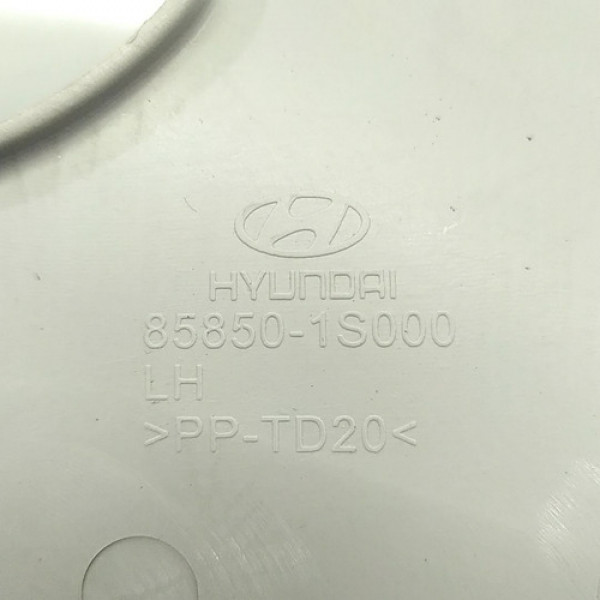 HYUNDAI
85850-1S000
LH
>PP-TD20<